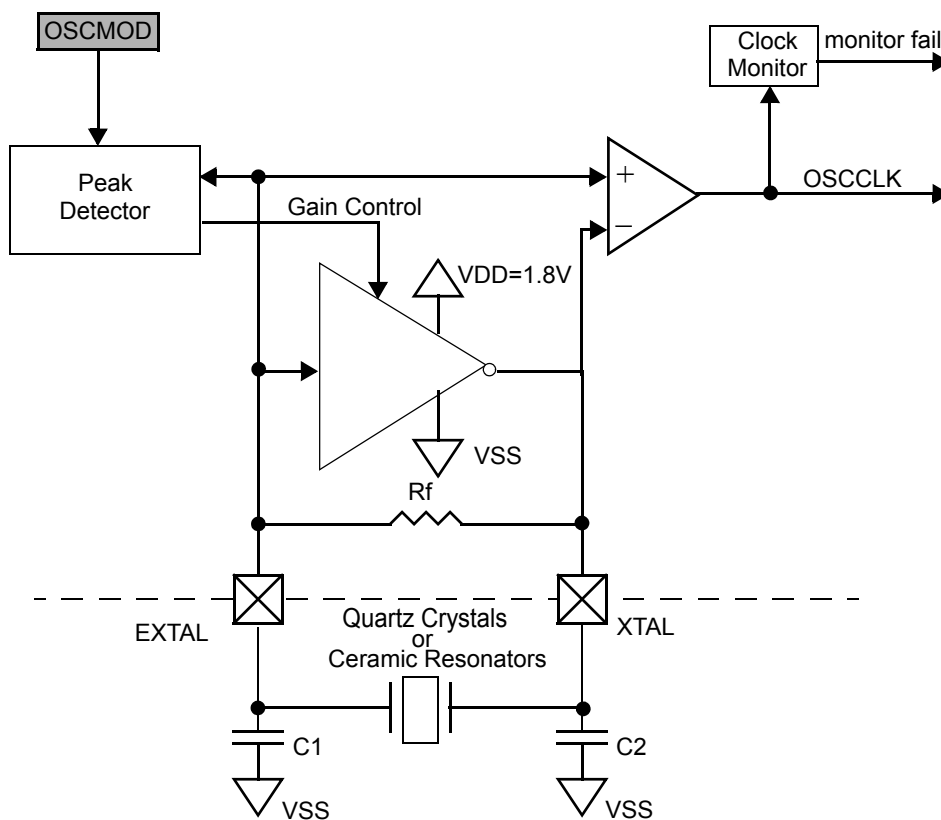 OSCMOD
Clock
Monitor
monitor fail
Peak
Detector
+
OSCCLK
Gain Control
−
VDD=1.8V
VSS
Rf
EXTAL
Quartz Crystals
or
Ceramic Resonators
XTAL
C1
C2
VSS
VSS